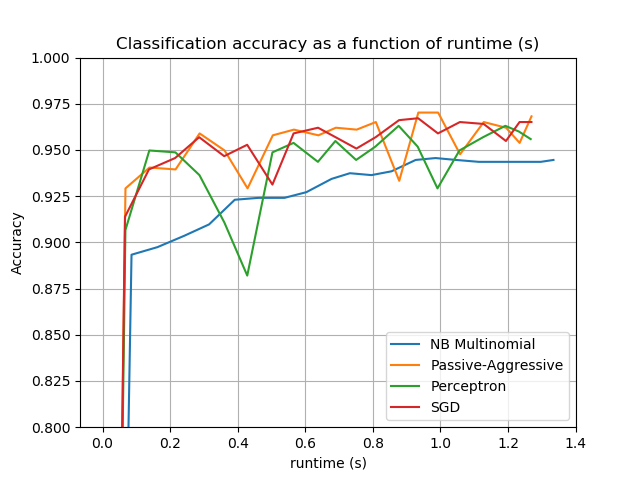 Classification accuracy as a function of runtime (s)
1.000
0.975
0.950
0.925
0.900
0.875
0.850
0.825
0.800
Accuracy
NB Multinomial
Passive-Aggressive
Perceptron
SGD
0.0 0.2 0.4 0.6 0.8 1.0 1.2 1.4
runtime (s)